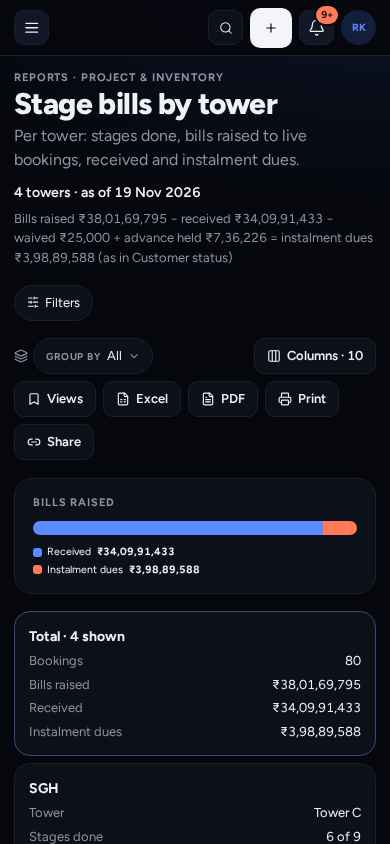 9+
RK
REPORTS · PROJECT & INVENTORY
Stage bills by tower
Per tower: stages done, bills raised to live
bookings, received and instalment dues.
4 towers · as of 19 Nov 2026
Bills raised ₹38,01,69,795 − received ₹34,09,91,433 −
waived ₹25,000 + advance held ₹7,36,226 = instalment dues
₹3,98,89,588 (as in Customer status)
Filters
GROUP BY All
Columns · 10
Views
Excel
PDF
Print
Share
BILLS RAISED
Received ₹34,09,91,433
Instalment dues ₹3,98,89,588
Total · 4 shown
Bookings 80
Bills raised ₹38,01,69,795
Received ₹34,09,91,433
Instalment dues ₹3,98,89,588
SGH
Tower Tower C
Stages done 6 of 9